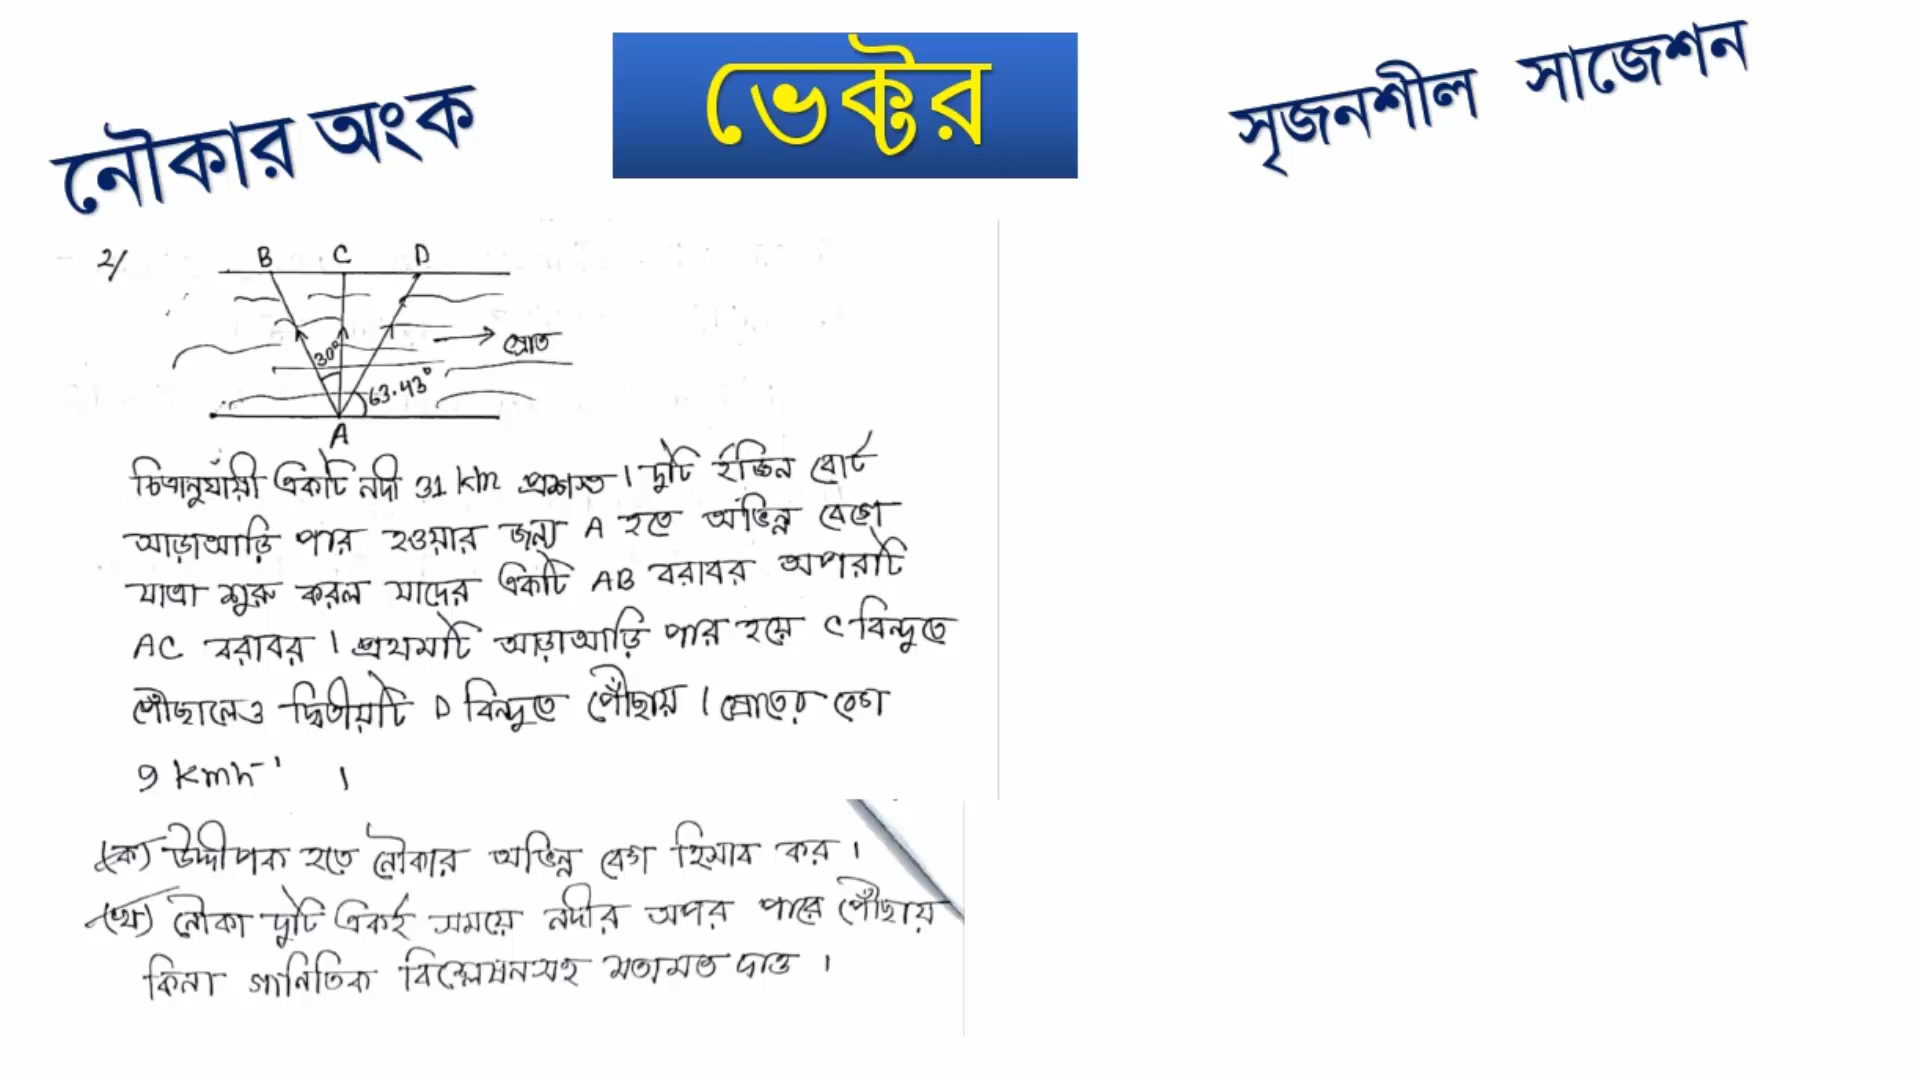 নৌকার অংক
ভেক্টর
সৃজনশীল সাজেশন
2/
B C D
স্রোত
30°
63.43°
A
চিত্রানুযায়ী একটি নদী 31 km প্রশস্ত। দুটি ইঞ্জিন বোট
আড়াআড়ি পার হওয়ার জন্য A হতে অভিন্ন বেগে
যাত্রা শুরু করল যাদের একটি AB বরাবর অপরটি
AC বরাবর। প্রথমটি আড়াআড়ি পার হয়ে C বিন্দুতে
পৌঁছালেও দ্বিতীয়টি D বিন্দুতে পৌঁছায়। স্রোতের বেগ
9 kmh⁻¹ ।
(ক) উদ্দীপক হতে নৌকার অভিন্ন বেগ হিসাব কর।
(খ) নৌকা দুটি একই সময়ে নদীর অপর পারে পৌঁছায়
কিনা গানিতিক বিশ্লেষনসহ মতামত দাও।